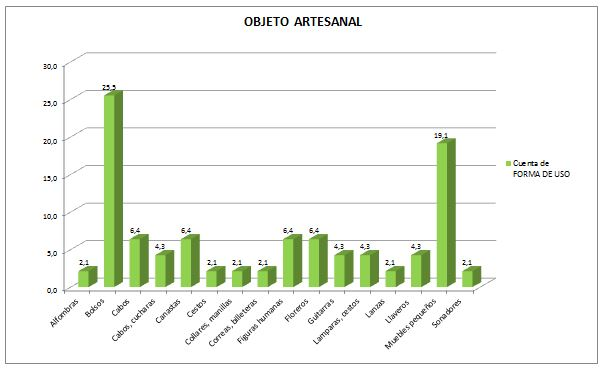 OBJETO ARTESANAL
30,0
25,0
20,0
15,0
10,0
5,0
0,0
2,1
25,5
6,4
4,3
6,4
2,1
2,1
2,1
6,4
6,4
4,3
4,3
2,1
4,3
19,1
2,1
Alfombras
Bolsos
Cabos
Cabos, cucharas
Canastas
Cestos
Collares, manillas
Correas, billeteras
Figuras humanas
Floreros
Guitarras
Lamparas, cestos
Lanzas
Llaveros
Muebles pequeños
Sonadores
Cuenta de
FORMA DE USO